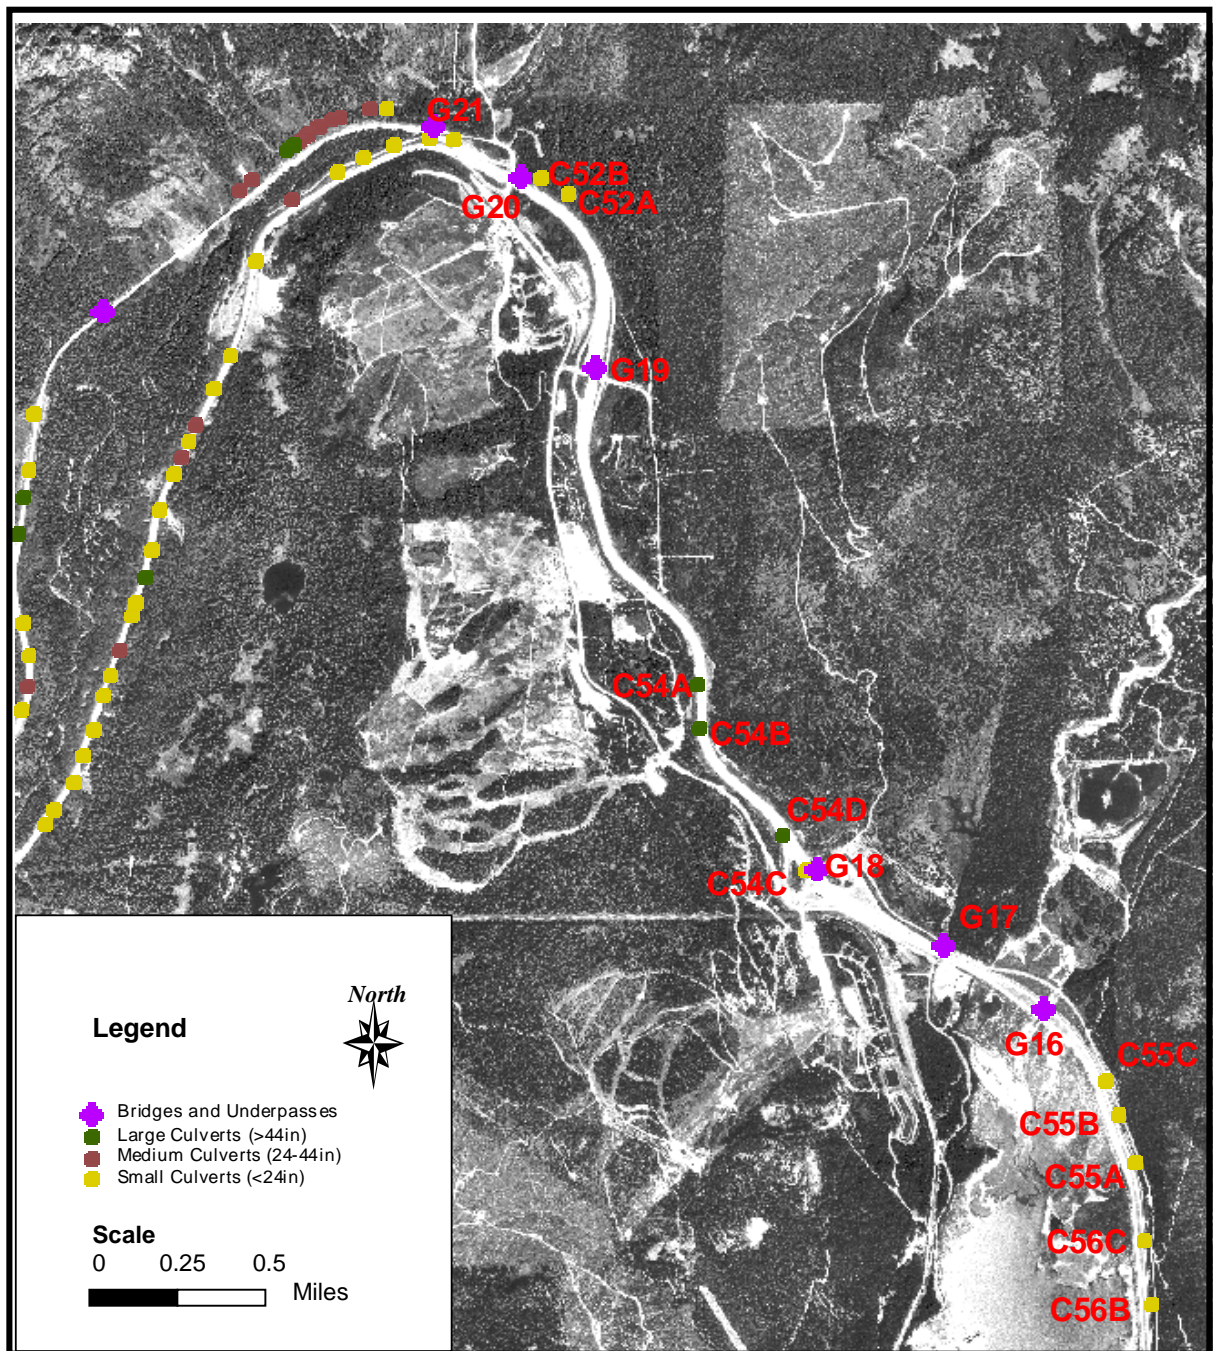 G21
C52B
G20
C52A
G19
C54A
C54B
C54D
C54C
G18
G17
G16
C55C
C55B
C55A
C56C
C56B
North
Legend
Bridges and Underpasses
Large Culverts (>44in)
Medium Culverts (24-44in)
Small Culverts (<24in)
Scale
0 0.25 0.5
Miles